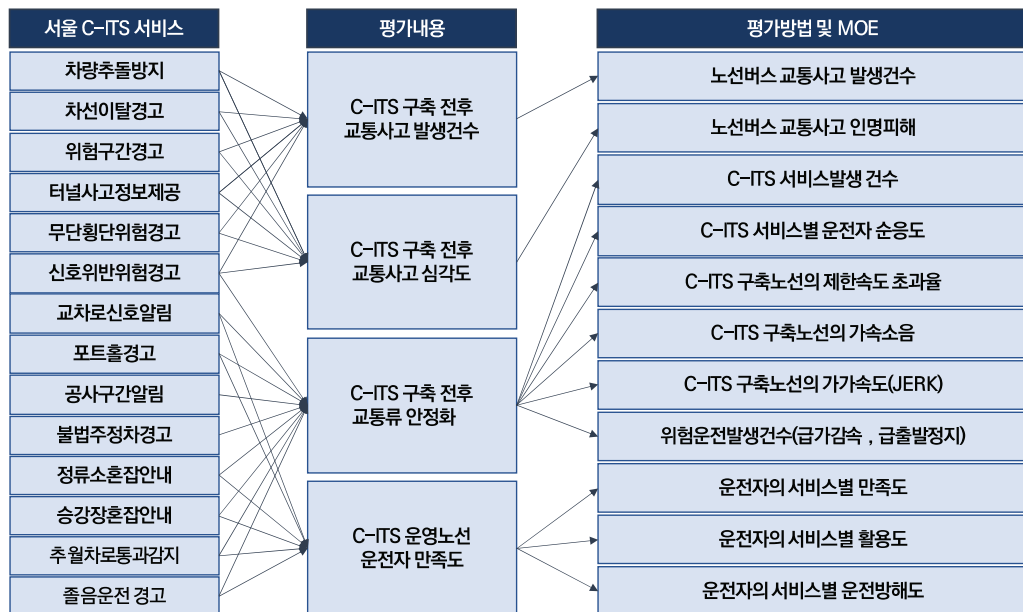 서울 C-ITS 서비스
차량추돌방지
차선이탈경고
위험구간경고
터널사고정보제공
무단횡단위험경고
신호위반위험경고
교차로신호알림
포트홀경고
공사구간알림
불법주정차경고
정류소혼잡안내
승강장혼잡안내
추월차로통과감지
졸음운전 경고
평가내용
C-ITS 구축 전후
교통사고 발생건수
C-ITS 구축 전후
교통사고 심각도
C-ITS 구축 전후
교통류 안정화
C-ITS 운영노선
운전자 만족도
평가방법 및 MOE
노선버스 교통사고 발생건수
노선버스 교통사고 인명피해
C-ITS 서비스발생 건수
C-ITS 서비스별 운전자 순응도
C-ITS 구축노선의 제한속도 초과율
C-ITS 구축노선의 가속소음
C-ITS 구축노선의 가가속도(JERK)
위험운전발생건수(급가감속 , 급출발정지)
운전자의 서비스별 만족도
운전자의 서비스별 활용도
운전자의 서비스별 운전방해도